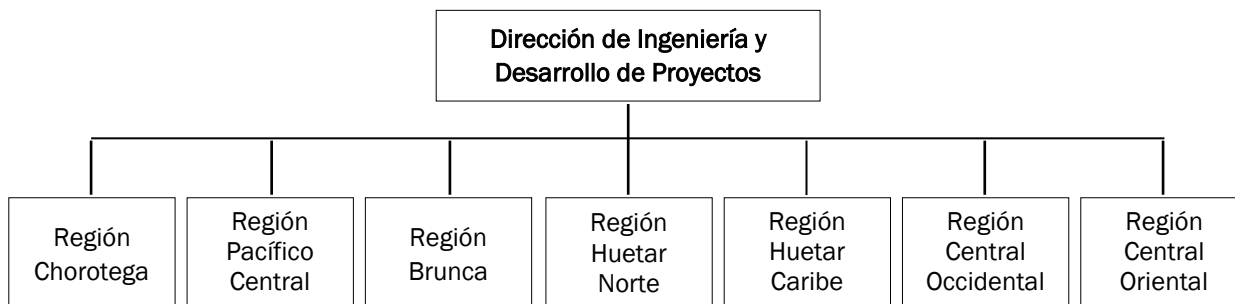 Dirección de Ingeniería y
Desarrollo de Proyectos
Región
Chorotega
Región
Pacífico
Central
Región
Brunca
Región
Huetar
Norte
Región
Huetar
Caribe
Región
Central
Occidental
Región
Central
Oriental